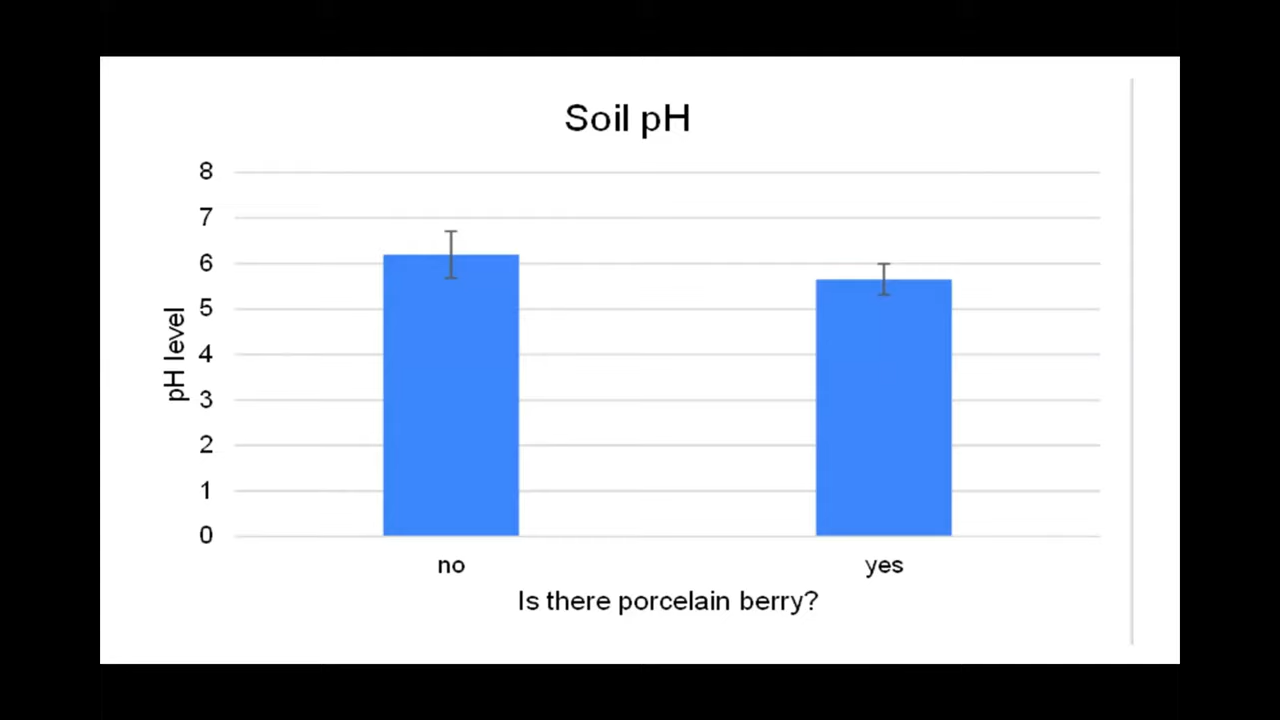 Soil pH
8
7
6
5
4
3
2
1
0
pH level
no yes
Is there porcelain berry?